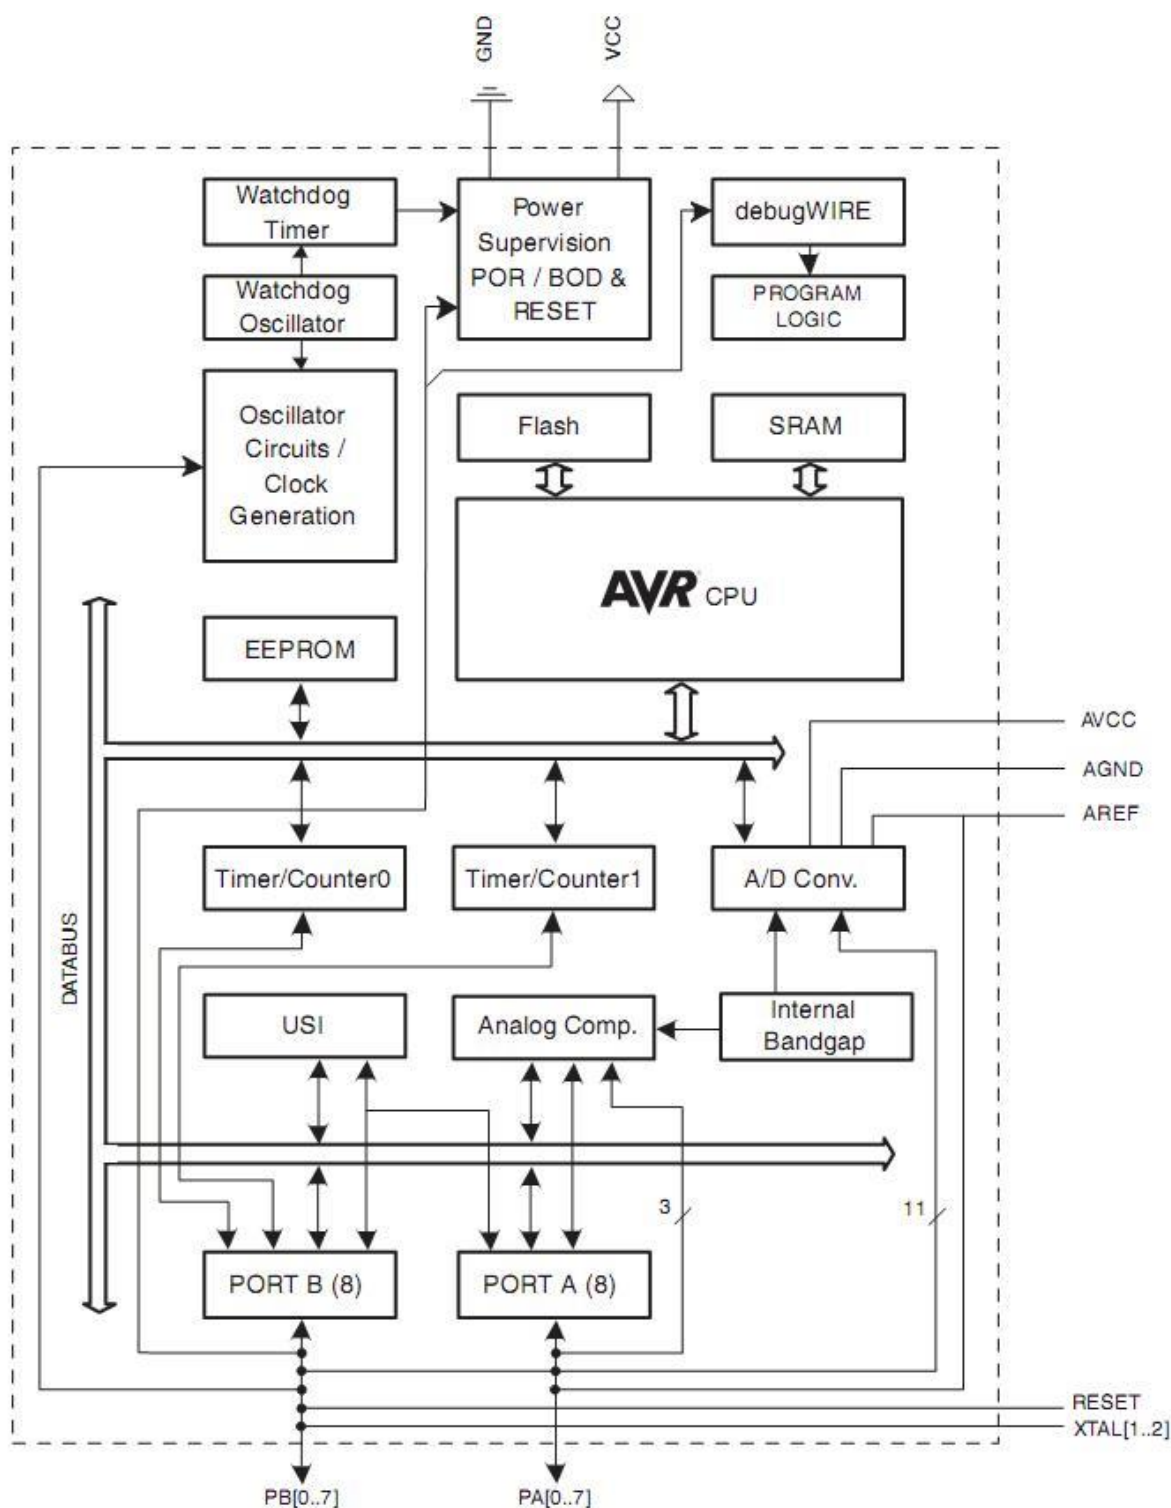 GND
VCC
Watchdog
Timer
Power
Supervision
POR / BOD &
RESET
debugWIRE
Watchdog
Oscillator
PROGRAM
LOGIC
Oscillator
Circuits /
Clock
Generation
Flash
SRAM
AVR CPU
EEPROM
AVCC
AGND
AREF
Timer/Counter0
Timer/Counter1
A/D Conv.
DATABUS
USI
Analog Comp.
Internal
Bandgap
3
11
PORT B (8)
PORT A (8)
RESET
XTAL[1..2]
PB[0..7]
PA[0..7]